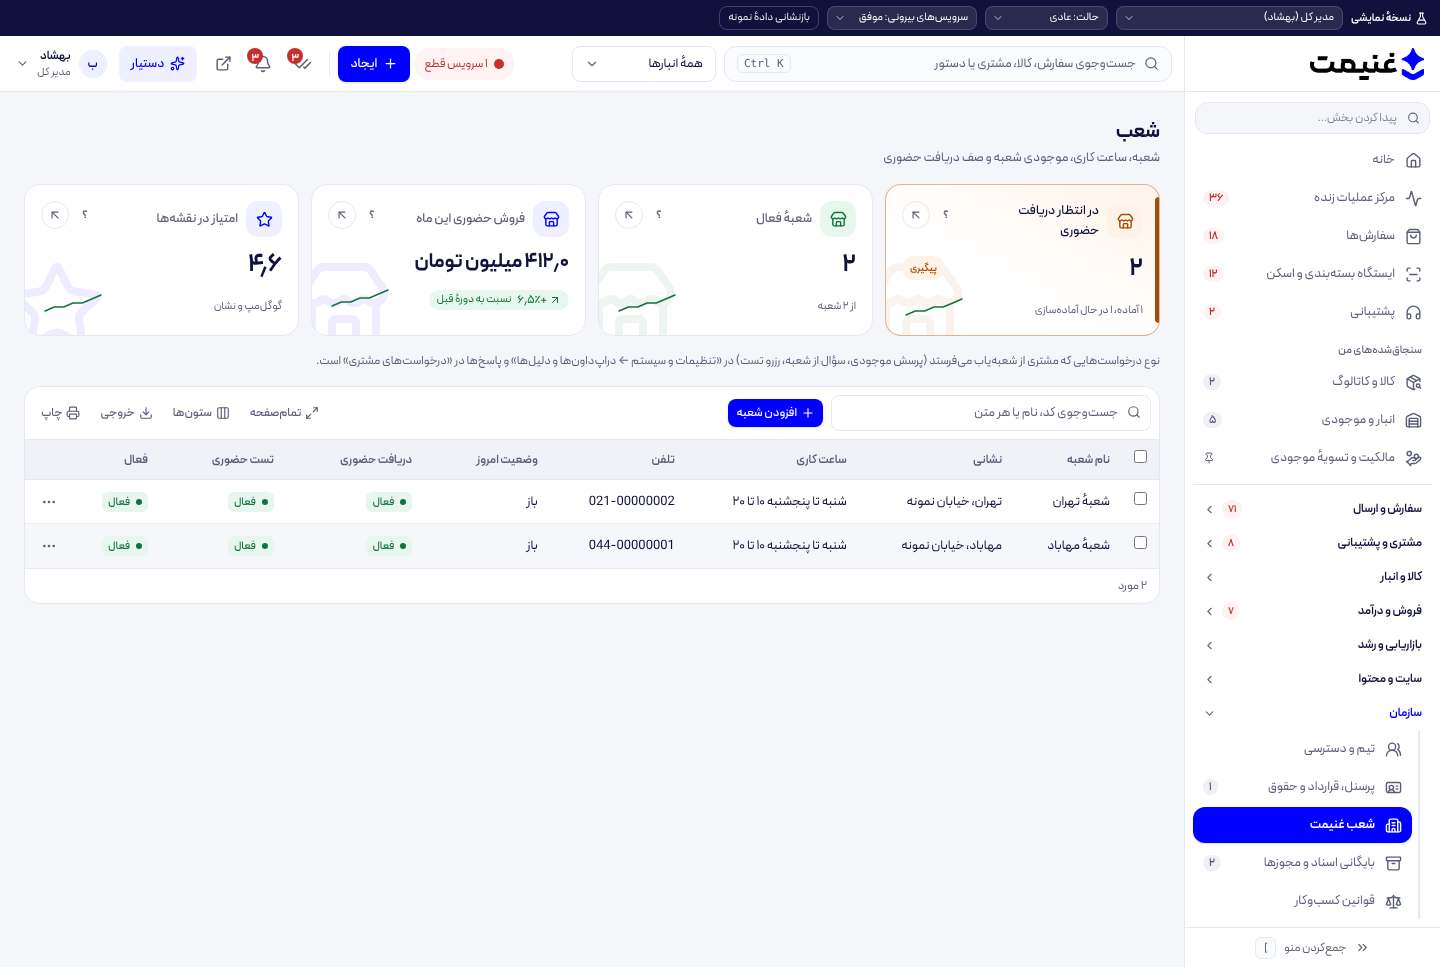 نسخهٔ نمایشی
مدیر کل (بهشاد)
حالت: عادی
سرویس‌های بیرونی: موفق
بازنشانی دادهٔ نمونه
غنیمت
جست‌وجوی سفارش، کالا، مشتری یا دستور
Ctrl K
همهٔ انبارها
۱ سرویس قطع
ایجاد
۳
۳
دستیار
ب
بهشاد
مدیر کل
پیدا کردن بخش...
خانه
مرکز عملیات زنده
۳۶
سفارش‌ها
۱۸
ایستگاه بسته‌بندی و اسکن
۱۲
پشتیبانی
۲
سنجاق‌شده‌های من
کالا و کاتالوگ
۲
انبار و موجودی
۵
مالکیت و تسویهٔ موجودی
سفارش و ارسال
۷۱
مشتری و پشتیبانی
۸
کالا و انبار
فروش و درآمد
۷
بازاریابی و رشد
سایت و محتوا
سازمان
تیم و دسترسی
پرسنل، قرارداد و حقوق
۱
شعب غنیمت
بایگانی اسناد و مجوزها
۲
قوانین کسب‌وکار
جمع‌کردن منو
[
شعب
شعبه، ساعت کاری، موجودی شعبه و صف دریافت حضوری
در انتظار دریافت حضوری
؟
۲
پیگیری
۱ آماده، ۱ در حال آماده‌سازی
شعبهٔ فعال
؟
۲
از ۲ شعبه
فروش حضوری این ماه
؟
۴۱۲٫۰ میلیون تومان
+۶٫۵٪ نسبت به دورهٔ قبل
امتیاز در نقشه‌ها
؟
۴٫۶
گوگل‌مپ و نشان
نوع درخواست‌هایی که مشتری از شعبه‌یاب می‌فرستد (پرسش موجودی، سؤال از شعبه، رزرو تست) در «تنظیمات و سیستم ← دراپ‌داون‌ها و دلیل‌ها» و پاسخ‌ها در «درخواست‌های مشتری» است.
جست‌وجوی کد، نام یا هر متن
افزودن شعبه
تمام‌صفحه
ستون‌ها
خروجی
چاپ
نام شعبه
نشانی
ساعت کاری
تلفن
وضعیت امروز
دریافت حضوری
تست حضوری
فعال
شعبهٔ تهران
تهران، خیابان نمونه
شنبه تا پنجشنبه ۱۰ تا ۲۰
021-00000002
باز
فعال
فعال
فعال
شعبهٔ مهاباد
مهاباد، خیابان نمونه
شنبه تا پنجشنبه ۱۰ تا ۲۰
044-00000001
باز
فعال
فعال
فعال
۲ مورد